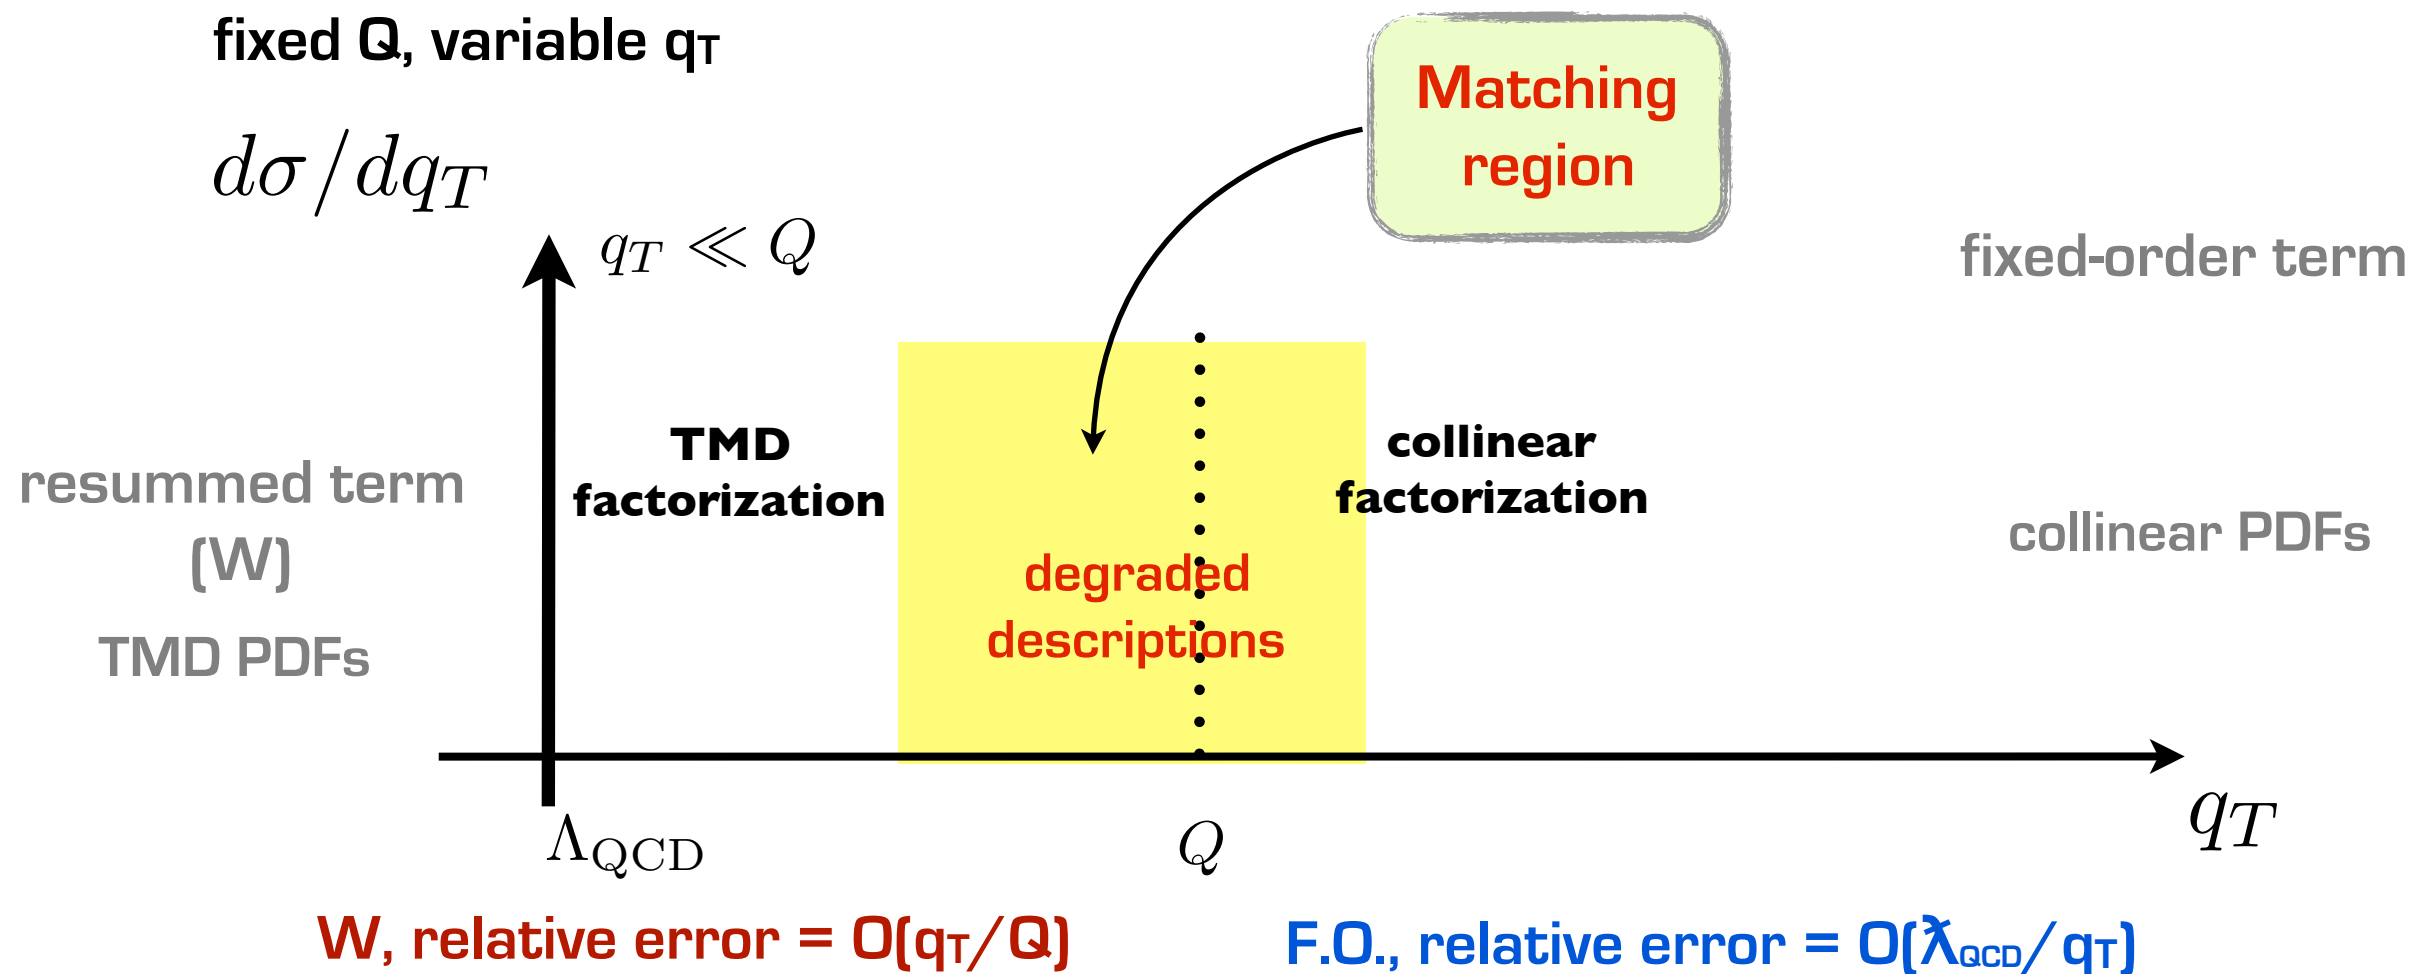 fixed Q, variable qT
dσ/dqT
qT ≪ Q
Matching
region
fixed-order term
TMD
factorization
collinear
factorization
resummed term
(W)
TMD PDFs
degraded
descriptions
collinear PDFs
ΛQCD
Q
qT
W, relative error = O(qT/Q)
F.O., relative error = O(ƛQCD/qT)